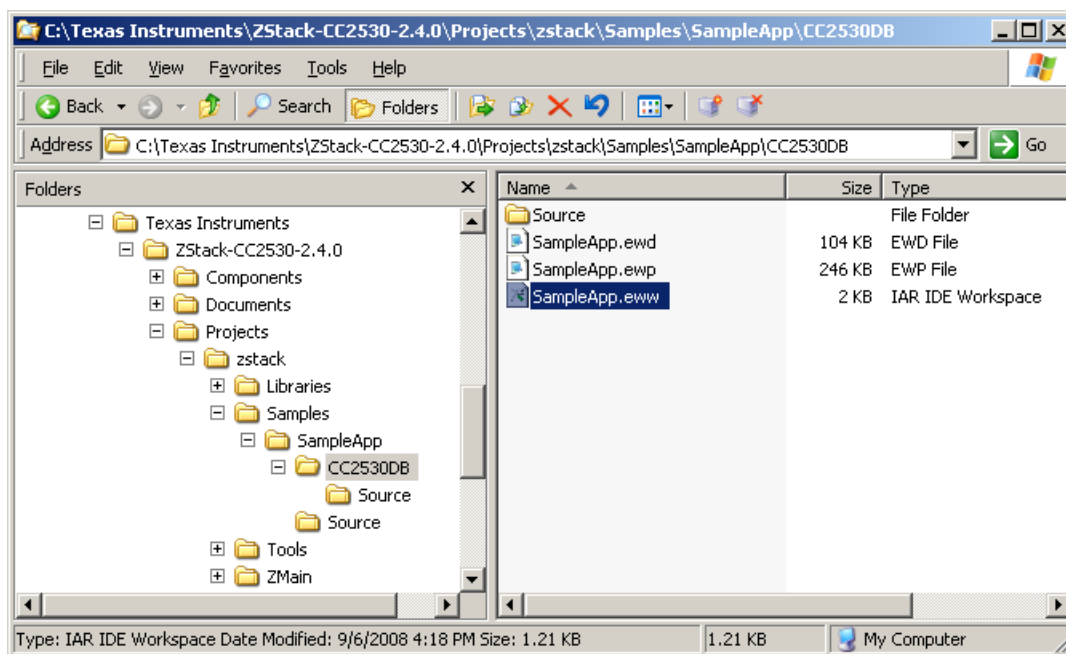 C:\Texas Instruments\ZStack-CC2530-2.4.0\Projects\zstack\Samples\SampleApp\CC2530DB
File Edit View Favorites Tools Help
Back Search Folders
Address C:\Texas Instruments\ZStack-CC2530-2.4.0\Projects\zstack\Samples\SampleApp\CC2530DB Go
Folders
Texas Instruments
ZStack-CC2530-2.4.0
Components
Documents
Projects
zstack
Libraries
Samples
SampleApp
CC2530DB
Source
Source
Tools
ZMain
Name Size Type
Source File Folder
SampleApp.ewd 104 KB EWD File
SampleApp.ewp 246 KB EWP File
SampleApp.eww 2 KB IAR IDE Workspace
Type: IAR IDE Workspace Date Modified: 9/6/2008 4:18 PM Size: 1.21 KB 1.21 KB My Computer